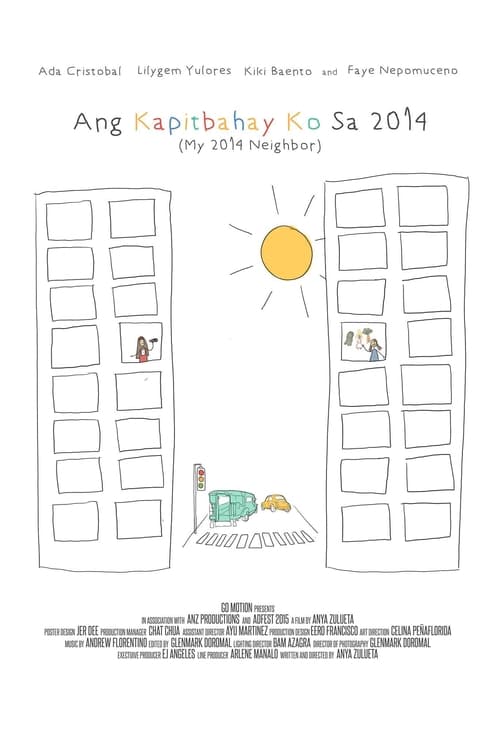 Ada Cristobal Lilygem Yulores Kiki Baento and Faye Nepomuceno
Ang Kapitbahay Ko Sa 2014
(My 2014 Neighbor)
GO MOTION PRESENTS
IN ASSOCIATION WITH ANZ PRODUCTIONS AND ADFEST 2015 A FILM BY ANYA ZULUETA
POSTER DESIGN JER DEE PRODUCTION MANAGER CHAT CHUA ASSISTANT DIRECTOR AYU MARTINEZ PRODUCTION DESIGN EERO FRANCISCO ART DIRECTION CELINA PEÑAFLORIDA
MUSIC BY ANDREW FLORENTINO EDITED BY GLENMARK DOROMAL LIGHTING DIRECTOR BAM AZAGRA DIRECTOR OF PHOTOGRAPHY GLENMARK DOROMAL
EXECTUIVE PRODUCER EJ ANGELES LINE PRODUCER ARLENE MANALO WRITTEN AND DIRECTED BY ANYA ZULUETA